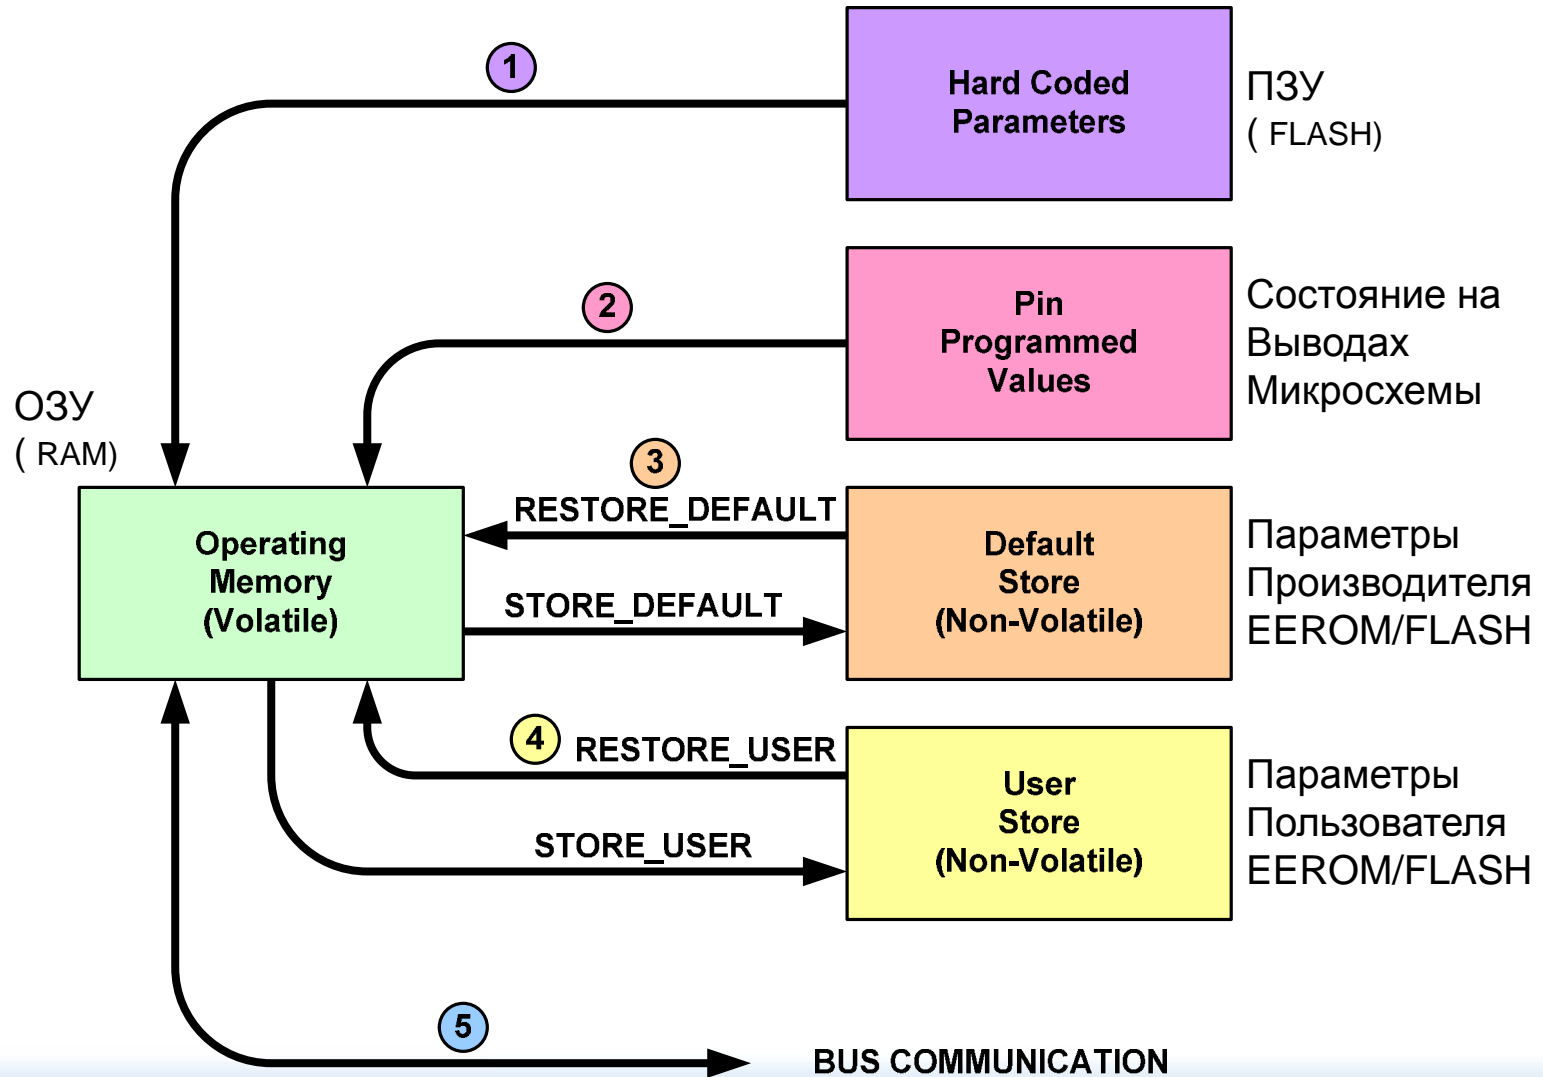 1
Hard Coded
Parameters
ПЗУ
( FLASH)
2
Pin
Programmed
Values
Состояние на
Выводах
Микросхемы
ОЗУ
( RAM)
3
RESTORE_DEFAULT
STORE_DEFAULT
Operating
Memory
(Volatile)
Default
Store
(Non-Volatile)
Параметры
Производителя
EEROM/FLASH
4
RESTORE_USER
STORE_USER
User
Store
(Non-Volatile)
Параметры
Пользователя
EEROM/FLASH
5
BUS COMMUNICATION